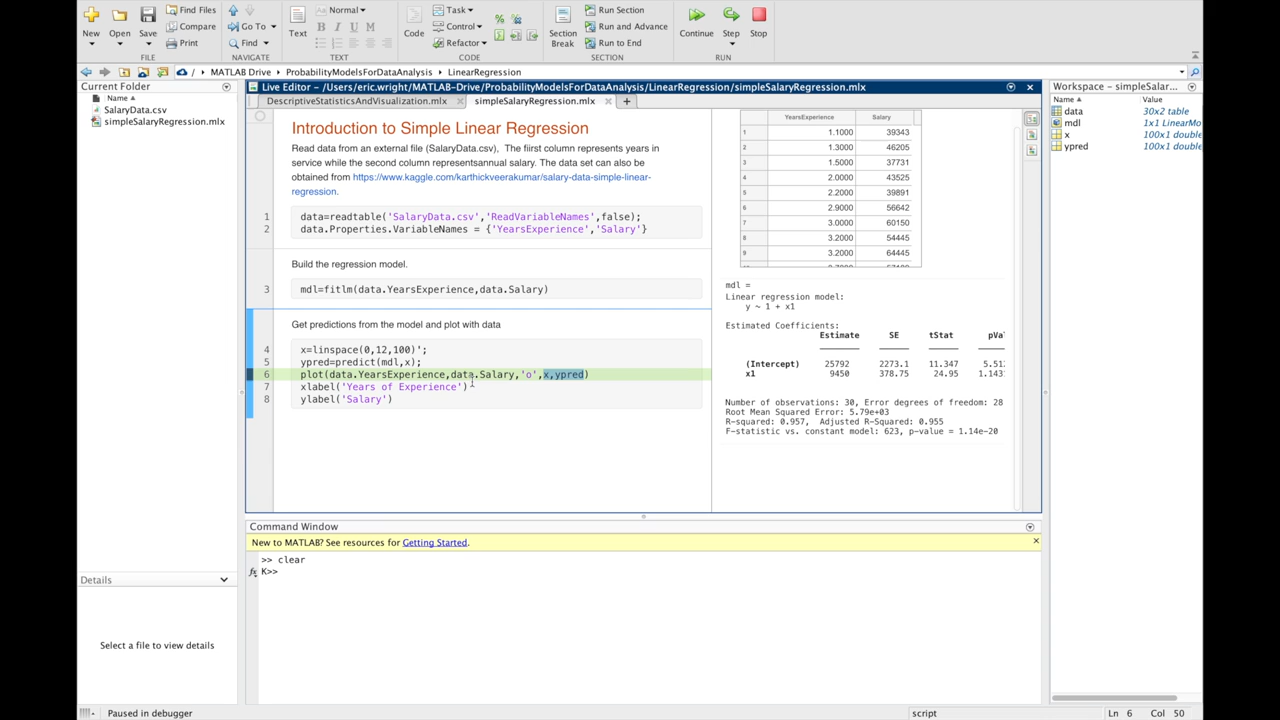 New
Open
Save
Find Files
Compare
Print
FILE
Go To
Find
NAVIGATE
Text
Normal
B I U M
TEXT
Code
Task
Control
Refactor
CODE
Section
Break
Run Section
Run and Advance
Run to End
SECTION
Continue
Step
Stop
RUN
/ MATLAB Drive ProbabilityModelsForDataAnalysis LinearRegression
Current Folder
Name
SalaryData.csv
simpleSalaryRegression.mlx
Details
Select a file to view details
Live Editor - /Users/eric.wright/MATLAB-Drive/ProbabilityModelsForDataAnalysis/LinearRegression/simpleSalaryRegression.mlx
DescriptiveStatisticsAndVisualization.mlx
simpleSalaryRegression.mlx
Introduction to Simple Linear Regression
Read data from an external file (SalaryData.csv), The fiirst column represents years in
service while the second column representsannual salary. The data set can also be
obtained from https://www.kaggle.com/karthickveerakumar/salary-data-simple-linear-
regression.
1 data=readtable('SalaryData.csv','ReadVariableNames',false);
2 data.Properties.VariableNames = {'YearsExperience','Salary'}
Build the regression model.
3 mdl=fitlm(data.YearsExperience,data.Salary)
Get predictions from the model and plot with data
4 x=linspace(0,12,100)';
5 ypred=predict(mdl,x);
6 plot(data.YearsExperience,data.Salary,'o',x,ypred)
7 xlabel('Years of Experience')
8 ylabel('Salary')
YearsExperience Salary
1 1.1000 39343
2 1.3000 46205
3 1.5000 37731
4 2.0000 43525
5 2.2000 39891
6 2.9000 56642
7 3.0000 60150
8 3.2000 54445
9 3.2000 64445
mdl =
Linear regression model:
y ~ 1 + x1
Estimated Coefficients:
Estimate SE tStat pVal
(Intercept) 25792 2273.1 11.347 5.51
x1 9450 378.75 24.95 1.143
Number of observations: 30, Error degrees of freedom: 28
Root Mean Squared Error: 5.79e+03
R-squared: 0.957, Adjusted R-Squared: 0.955
F-statistic vs. constant model: 623, p-value = 1.14e-20
Command Window
New to MATLAB? See resources for Getting Started.
>> clear
fx K>>
Workspace - simpleSalar...
Name Value
data 30x2 table
mdl 1x1 LinearMo
x 100x1 double
ypred 100x1 double
Paused in debugger
script
Ln 6 Col 50